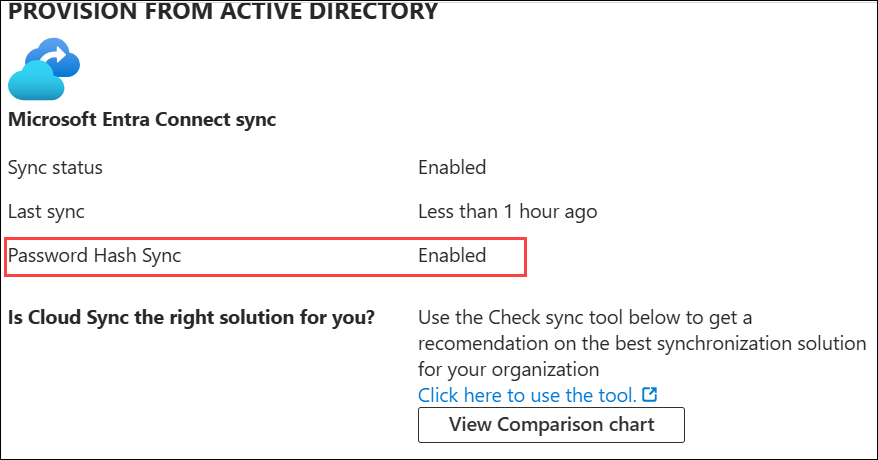 PROVISION FROM ACTIVE DIRECTORY
Microsoft Entra Connect sync
Sync status Enabled
Last sync Less than 1 hour ago
Password Hash Sync Enabled
Is Cloud Sync the right solution for you? Use the Check sync tool below to get a
recomendation on the best synchronization solution
for your organization
Click here to use the tool.
View Comparison chart